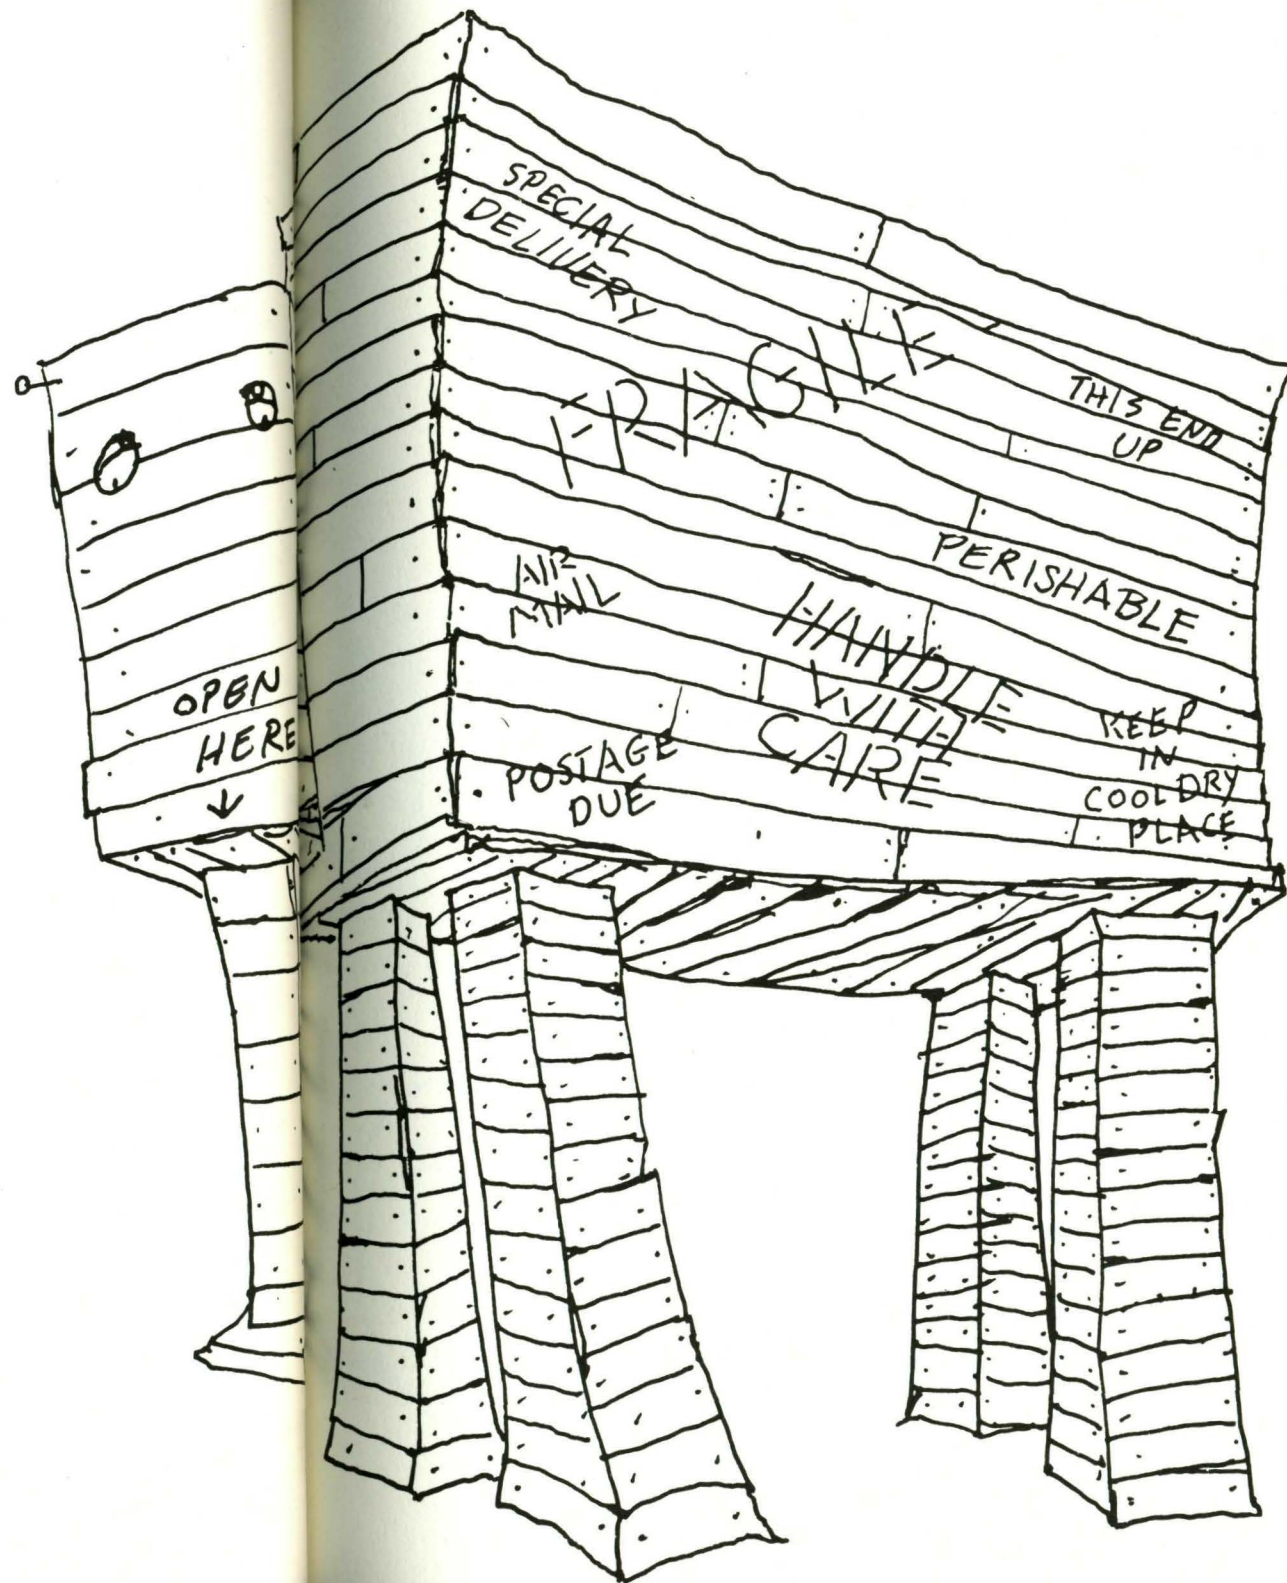 SPECIAL
DELIVERY
FRAGILE
THIS END
UP
PERISHABLE
AIR
MAIL
HANDLE
WITH
CARE
KEEP
IN
COOL DRY
PLACE
POSTAGE
DUE
OPEN
HERE